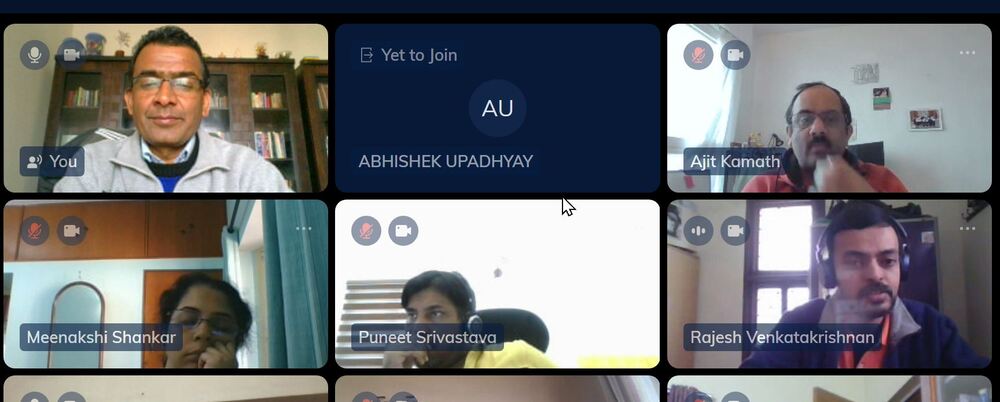 Yet to Join
AU
You
ABHISHEK UPADHYAY
Ajit Kamath
Meenakshi Shankar
Puneet Srivastava
Rajesh Venkatakrishnan